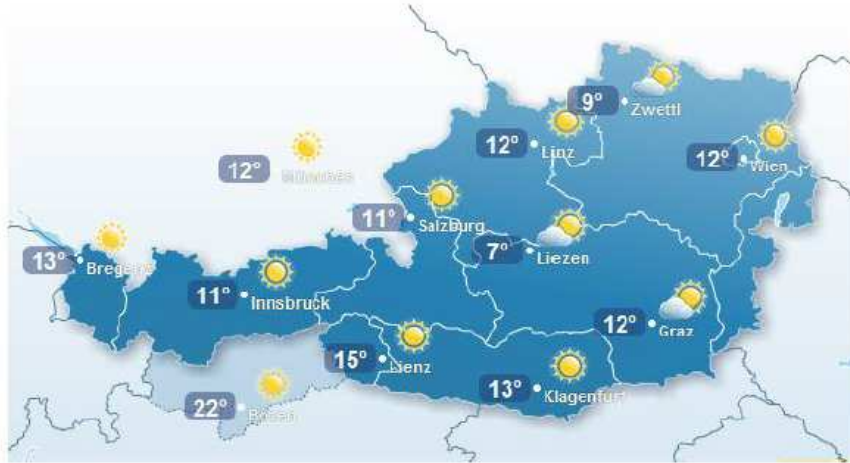 9°
Zwettl
12°
Linz
12°
Wien
12°
München
11°
Salzburg
7°
Liezen
13°
Bregenz
11°
Innsbruck
12°
Graz
15°
Lienz
13°
Klagenfurt
22°
Bozen